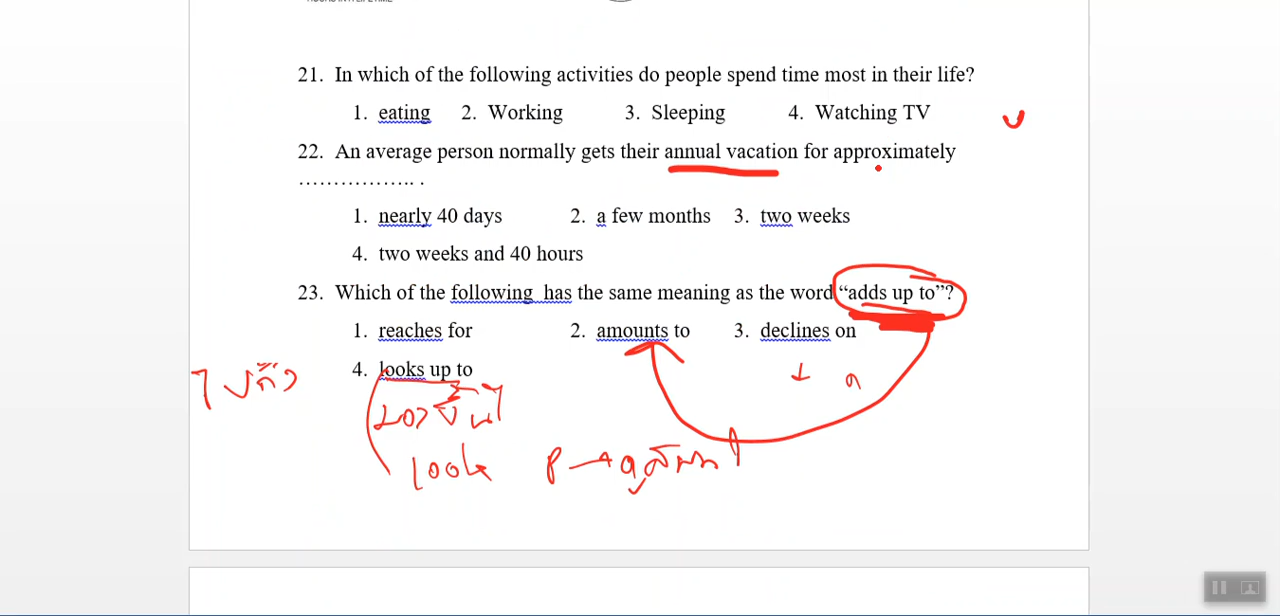 21. In which of the following activities do people spend time most in their life?
1. eating 2. Working 3. Sleeping 4. Watching TV
22. An average person normally gets their annual vacation for approximately
……………… .
1. nearly 40 days 2. a few months 3. two weeks
4. two weeks and 40 hours
23. Which of the following has the same meaning as the word “adds up to”?
1. reaches for 2. amounts to 3. declines on
4. looks up to
look